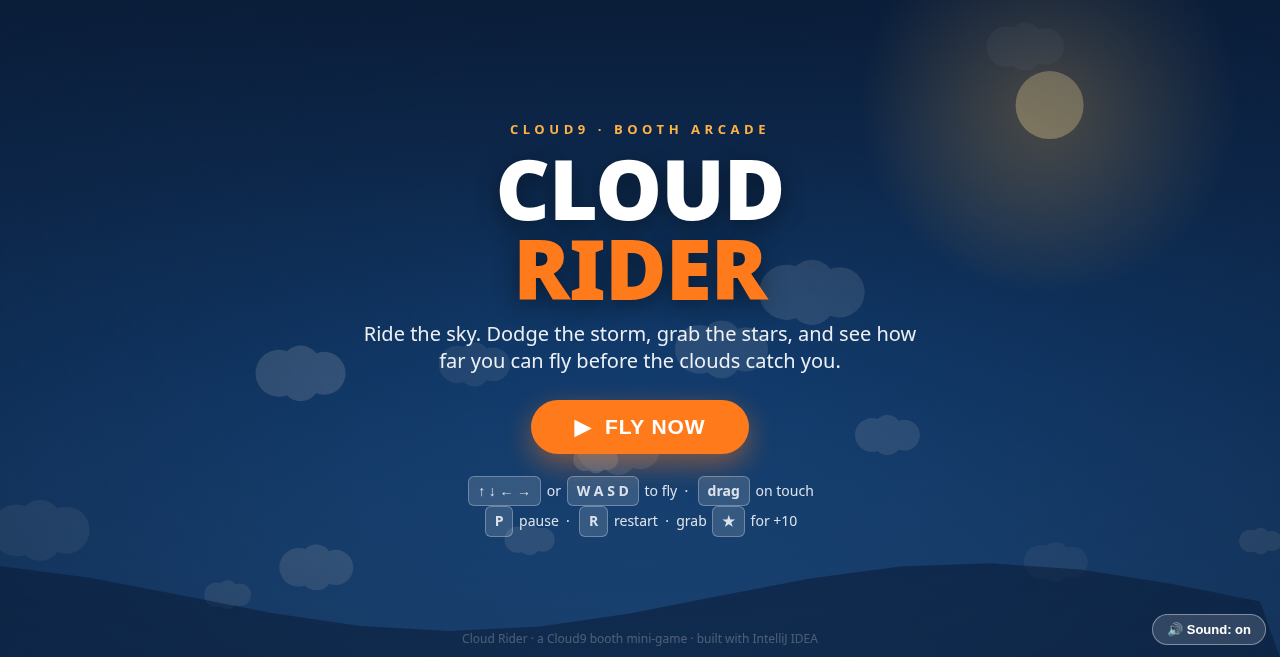 CLOUD9 · BOOTH ARCADE
CLOUD
RIDER
Ride the sky. Dodge the storm, grab the stars, and see how
far you can fly before the clouds catch you.
▶ FLY NOW
↑ ↓ ← → or W A S D to fly · drag on touch
P pause · R restart · grab ★ for +10
Cloud Rider · a Cloud9 booth mini-game · built with IntelliJ IDEA
🔊 Sound: on